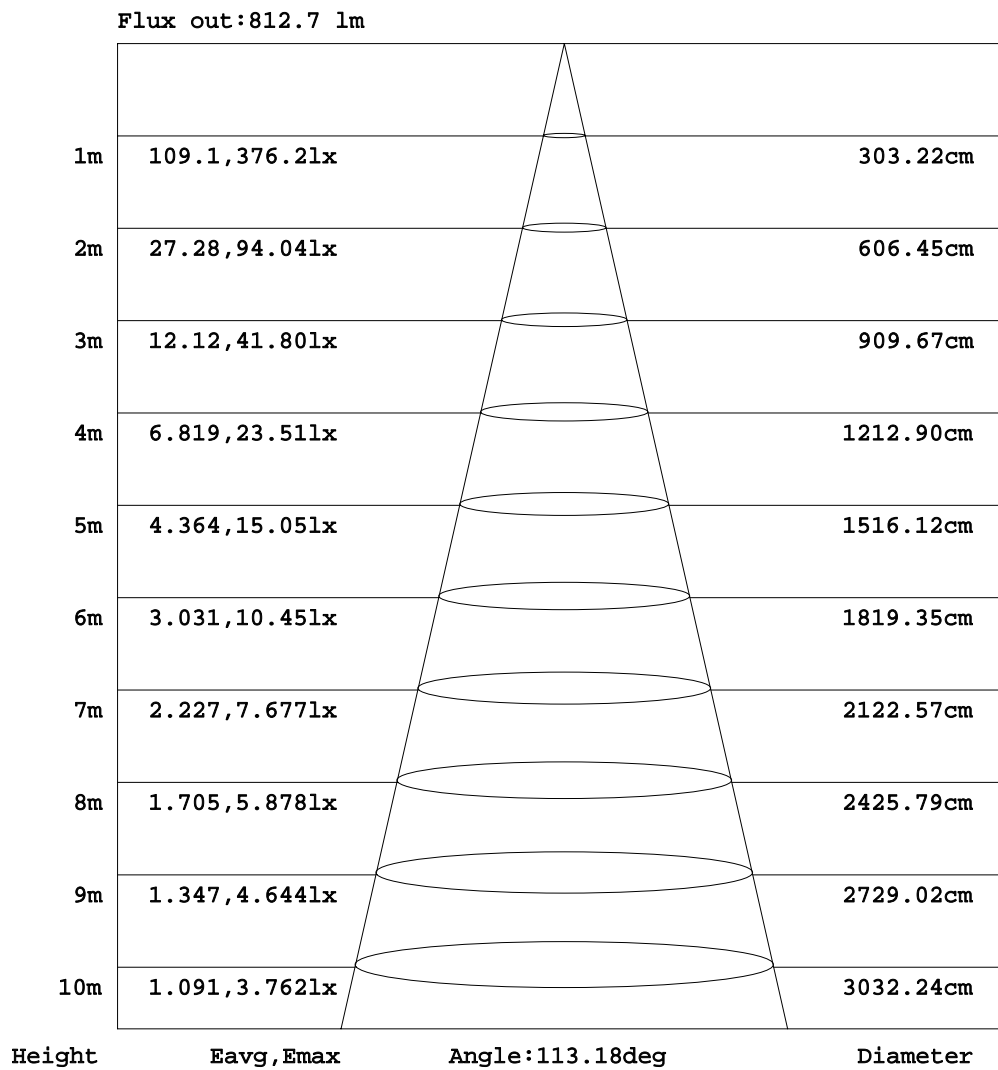 Flux out:812.7 lm
1m 109.1,376.2lx 303.22cm
2m 27.28,94.04lx 606.45cm
3m 12.12,41.80lx 909.67cm
4m 6.819,23.51lx 1212.90cm
5m 4.364,15.05lx 1516.12cm
6m 3.031,10.45lx 1819.35cm
7m 2.227,7.677lx 2122.57cm
8m 1.705,5.878lx 2425.79cm
9m 1.347,4.644lx 2729.02cm
10m 1.091,3.762lx 3032.24cm
Height Eavg,Emax Angle:113.18deg Diameter